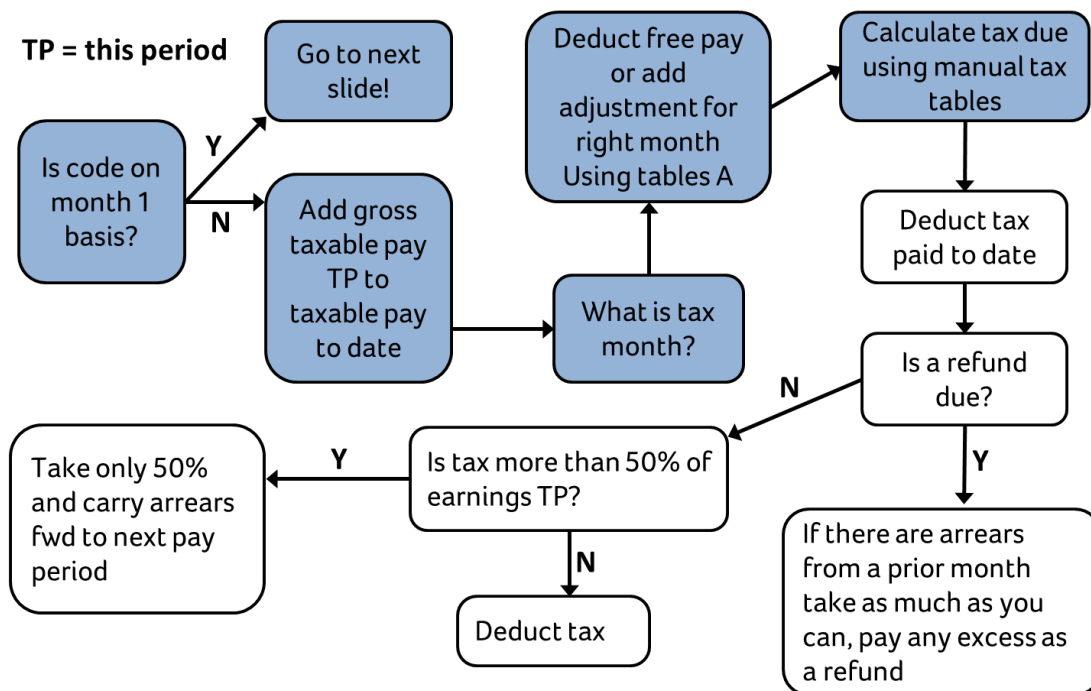 TP = this period
Go to next
slide!
Is code on
month 1
basis?
Y
N
Add gross
taxable pay
TP to
taxable pay
to date
What is tax
month?
Deduct free pay
or add
adjustment for
right month
Using tables A
Calculate tax due
using manual tax
tables
Deduct tax
paid to date
Is a refund
due?
N
Y
Is tax more than 50% of
earnings TP?
Y
Take only 50%
and carry arrears
fwd to next pay
period
N
Deduct tax
If there are arrears
from a prior month
take as much as you
can, pay any excess as
a refund